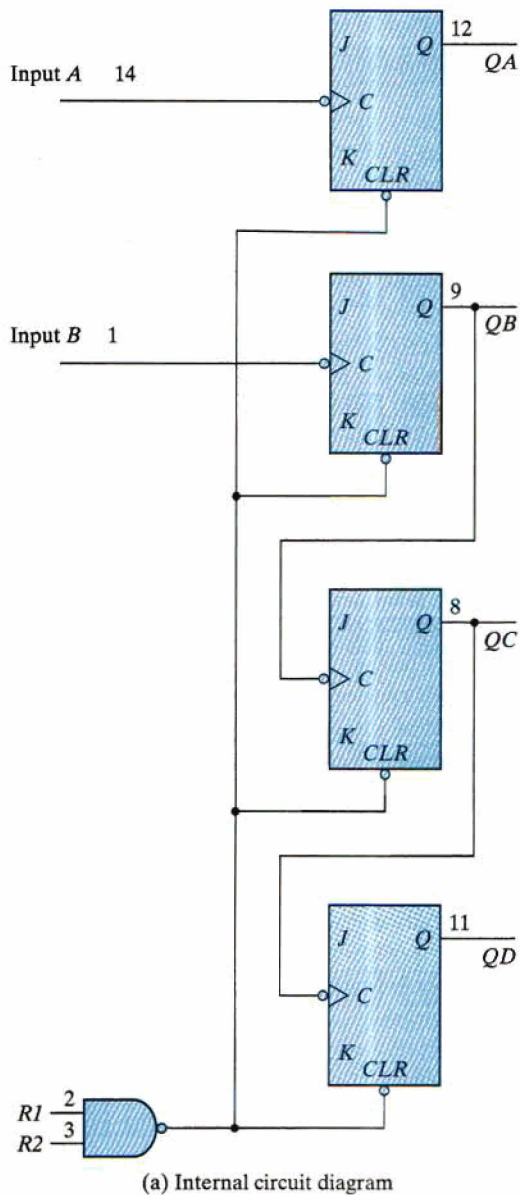 12
J Q
QA
Input A 14
C
K
CLR
9
J Q
QB
Input B 1
C
K
CLR
8
J Q
QC
C
K
CLR
11
J Q
QD
C
K
CLR
2
R1
3
R2
(a) Internal circuit diagram